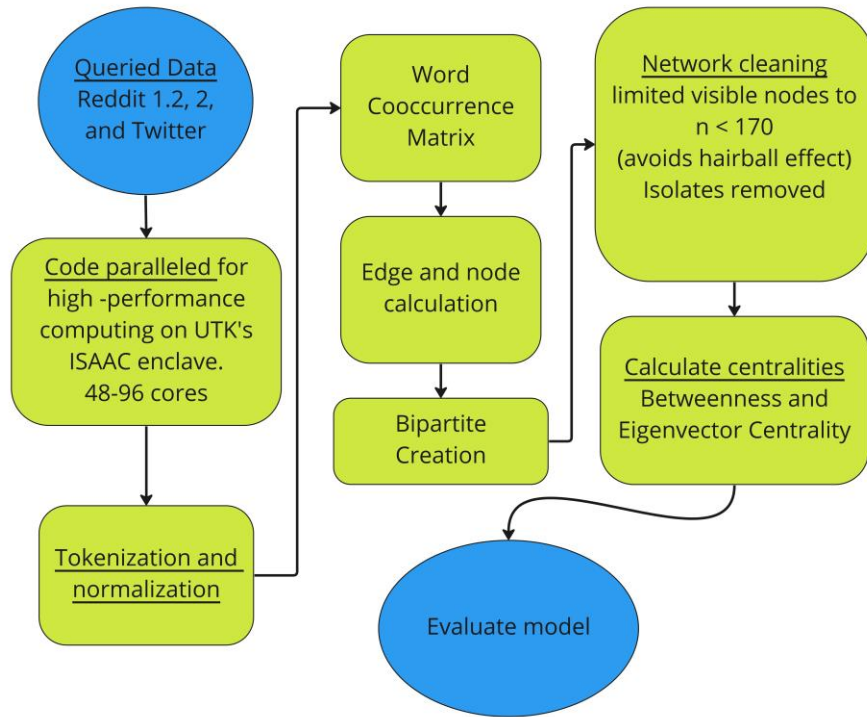 Queried Data
Reddit 1.2, 2,
and Twitter
Code paralleled for
high -performance
computing on UTK's
ISAAC enclave.
48-96 cores
Tokenization and
normalization
Word
Cooccurrence
Matrix
Edge and node
calculation
Bipartite
Creation
Network cleaning
limited visible nodes to
n < 170
(avoids hairball effect)
Isolates removed
Calculate centralities
Betweenness and
Eigenvector Centrality
Evaluate model